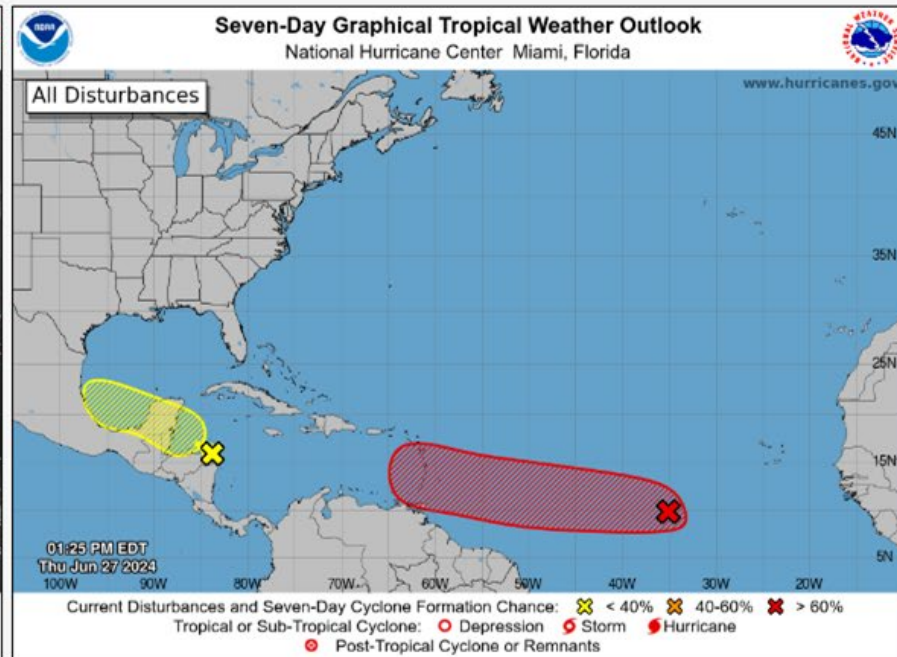 Seven-Day Graphical Tropical Weather Outlook
National Hurricane Center Miami, Florida
NOAA
www.hurricanes.gov
All Disturbances
45N
35N
25N
15N
5N
01:25 PM EDT
Thu Jun 27 2024
100W 90W 80W 70W 60W 50W 40W 30W 20W
Current Disturbances and Seven-Day Cyclone Formation Chance: < 40% 40-60% > 60%
Tropical or Sub-Tropical Cyclone: Depression Storm Hurricane
Post-Tropical Cyclone or Remnants